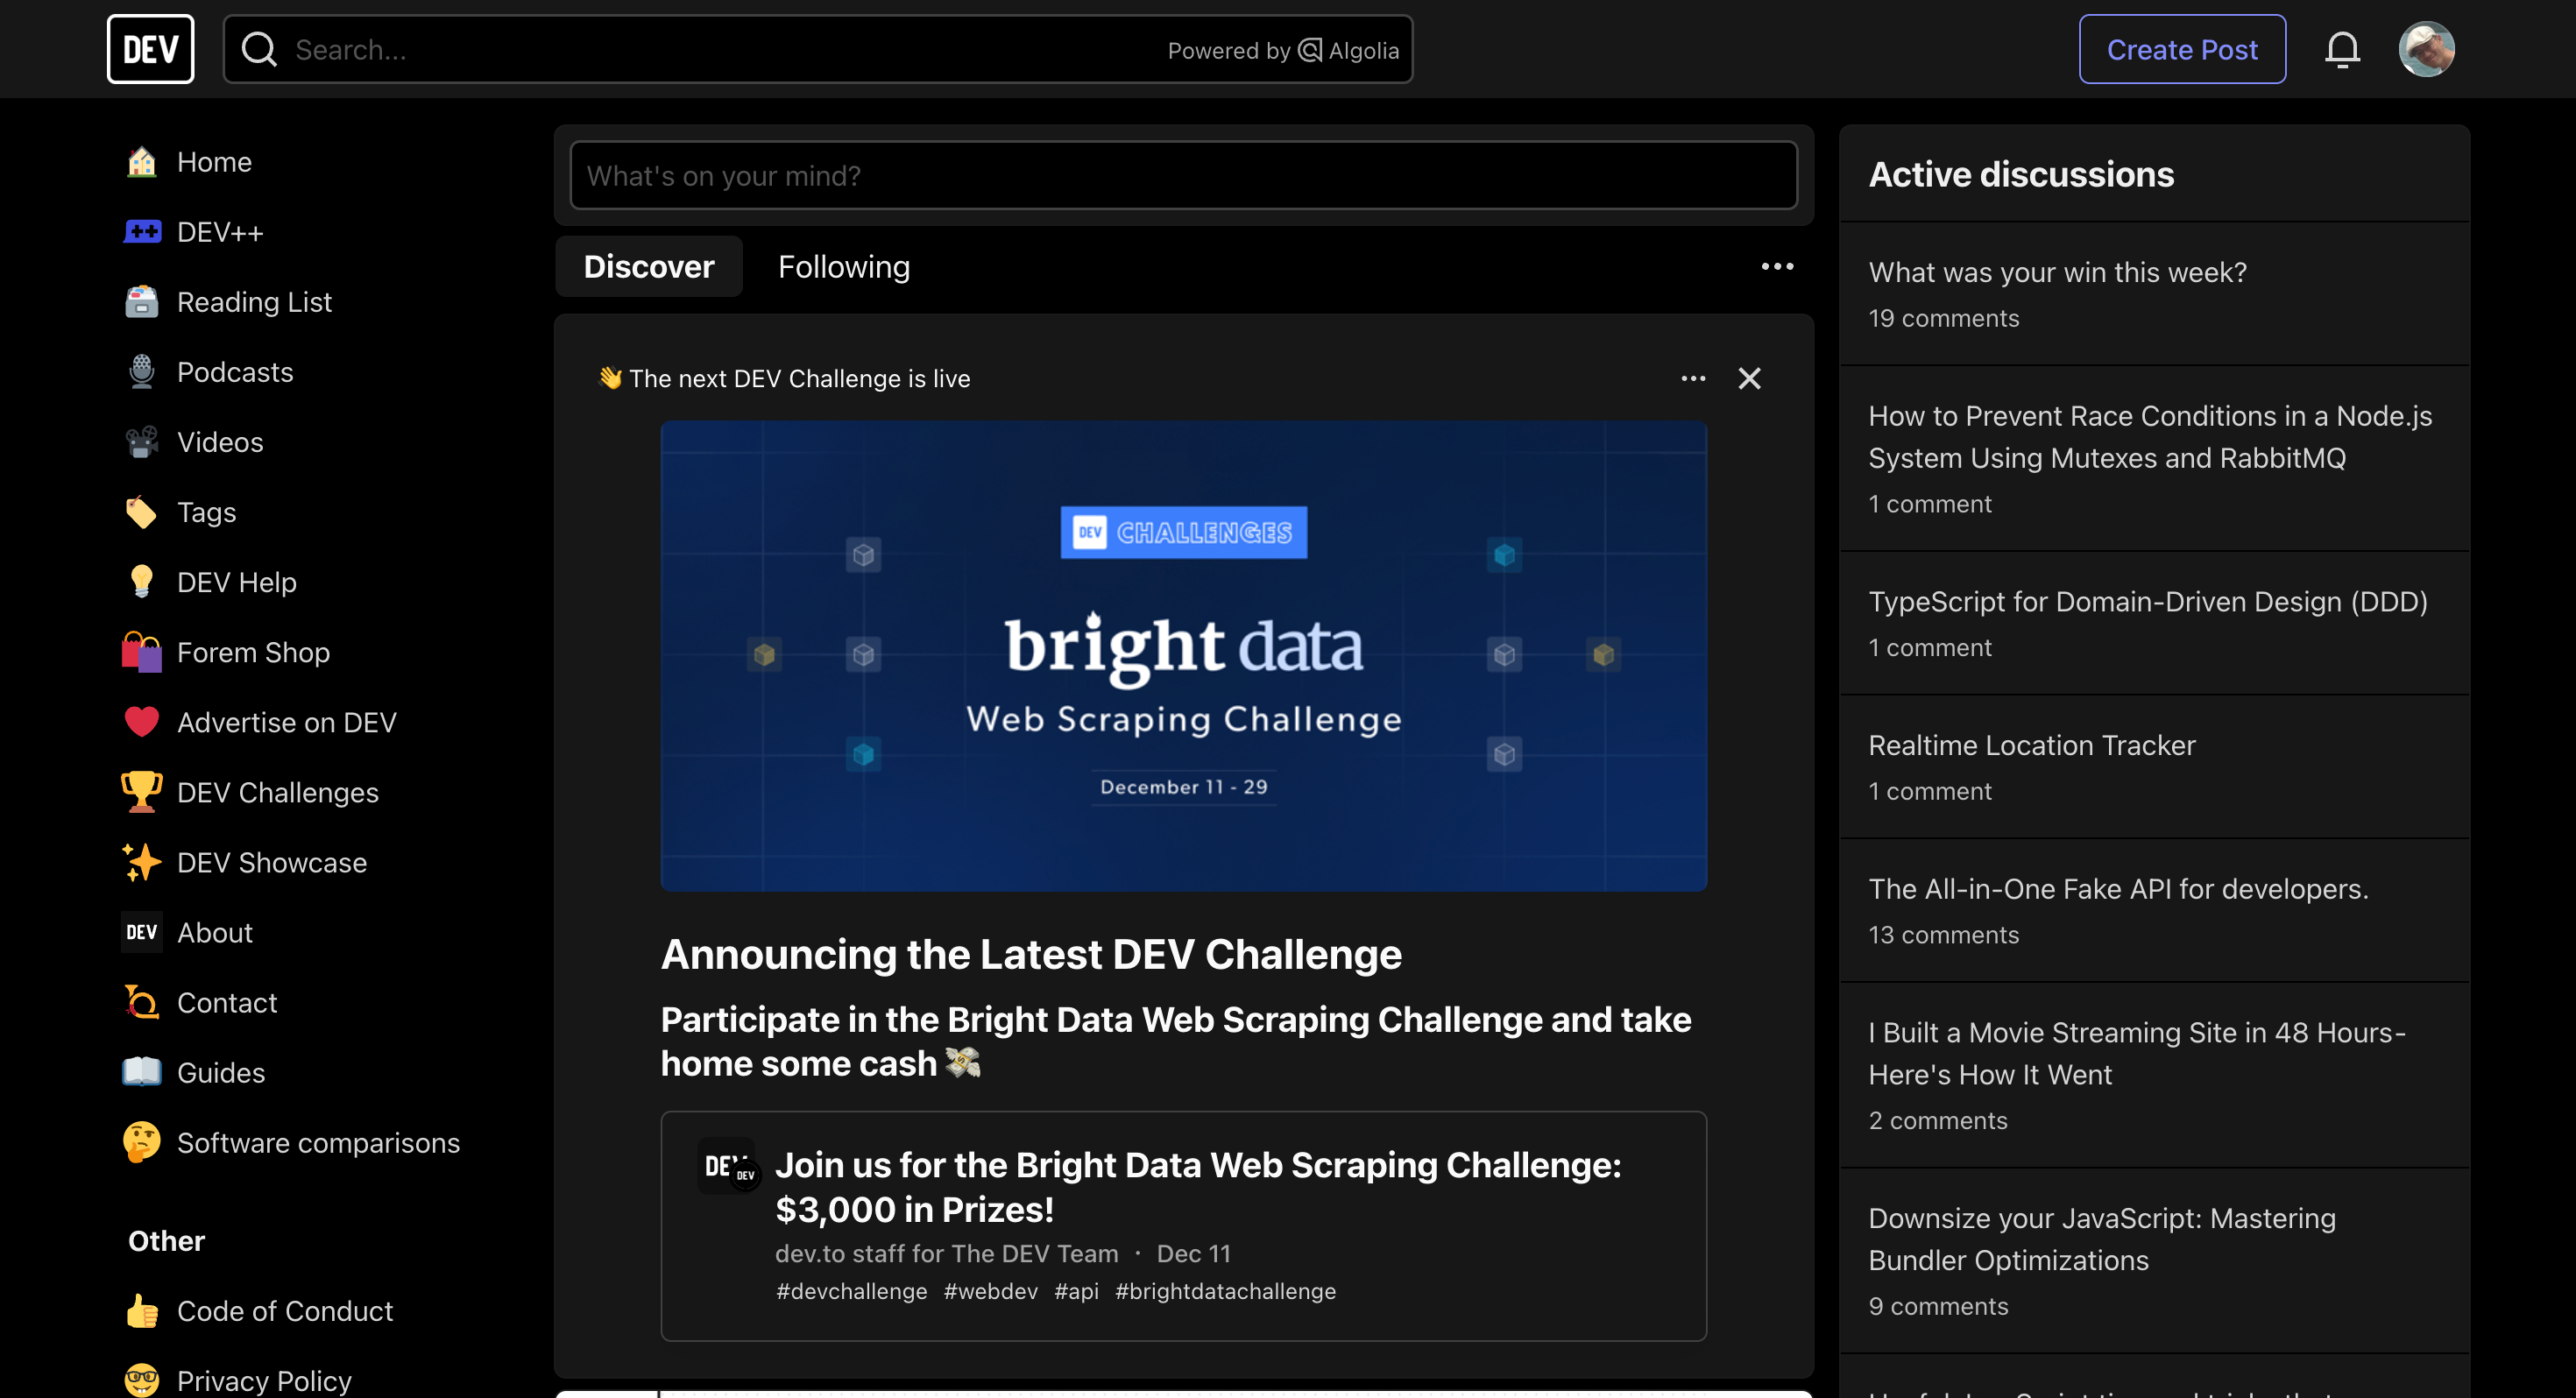 DEV
Search...
Powered by Algolia
Create Post
Home
DEV++
Reading List
Podcasts
Videos
Tags
DEV Help
Forem Shop
Advertise on DEV
DEV Challenges
DEV Showcase
DEV About
Contact
Guides
Software comparisons
Other
Code of Conduct
Privacy Policy
What's on your mind?
Discover
Following
👋 The next DEV Challenge is live
DEV CHALLENGES
bright data
Web Scraping Challenge
December 11 - 29
Announcing the Latest DEV Challenge
Participate in the Bright Data Web Scraping Challenge and take
home some cash 💸
DEV
DEV
Join us for the Bright Data Web Scraping Challenge:
$3,000 in Prizes!
dev.to staff for The DEV Team · Dec 11
#devchallenge #webdev #api #brightdatachallenge
Active discussions
What was your win this week?
19 comments
How to Prevent Race Conditions in a Node.js
System Using Mutexes and RabbitMQ
1 comment
TypeScript for Domain-Driven Design (DDD)
1 comment
Realtime Location Tracker
1 comment
The All-in-One Fake API for developers.
13 comments
I Built a Movie Streaming Site in 48 Hours-
Here's How It Went
2 comments
Downsize your JavaScript: Mastering
Bundler Optimizations
9 comments